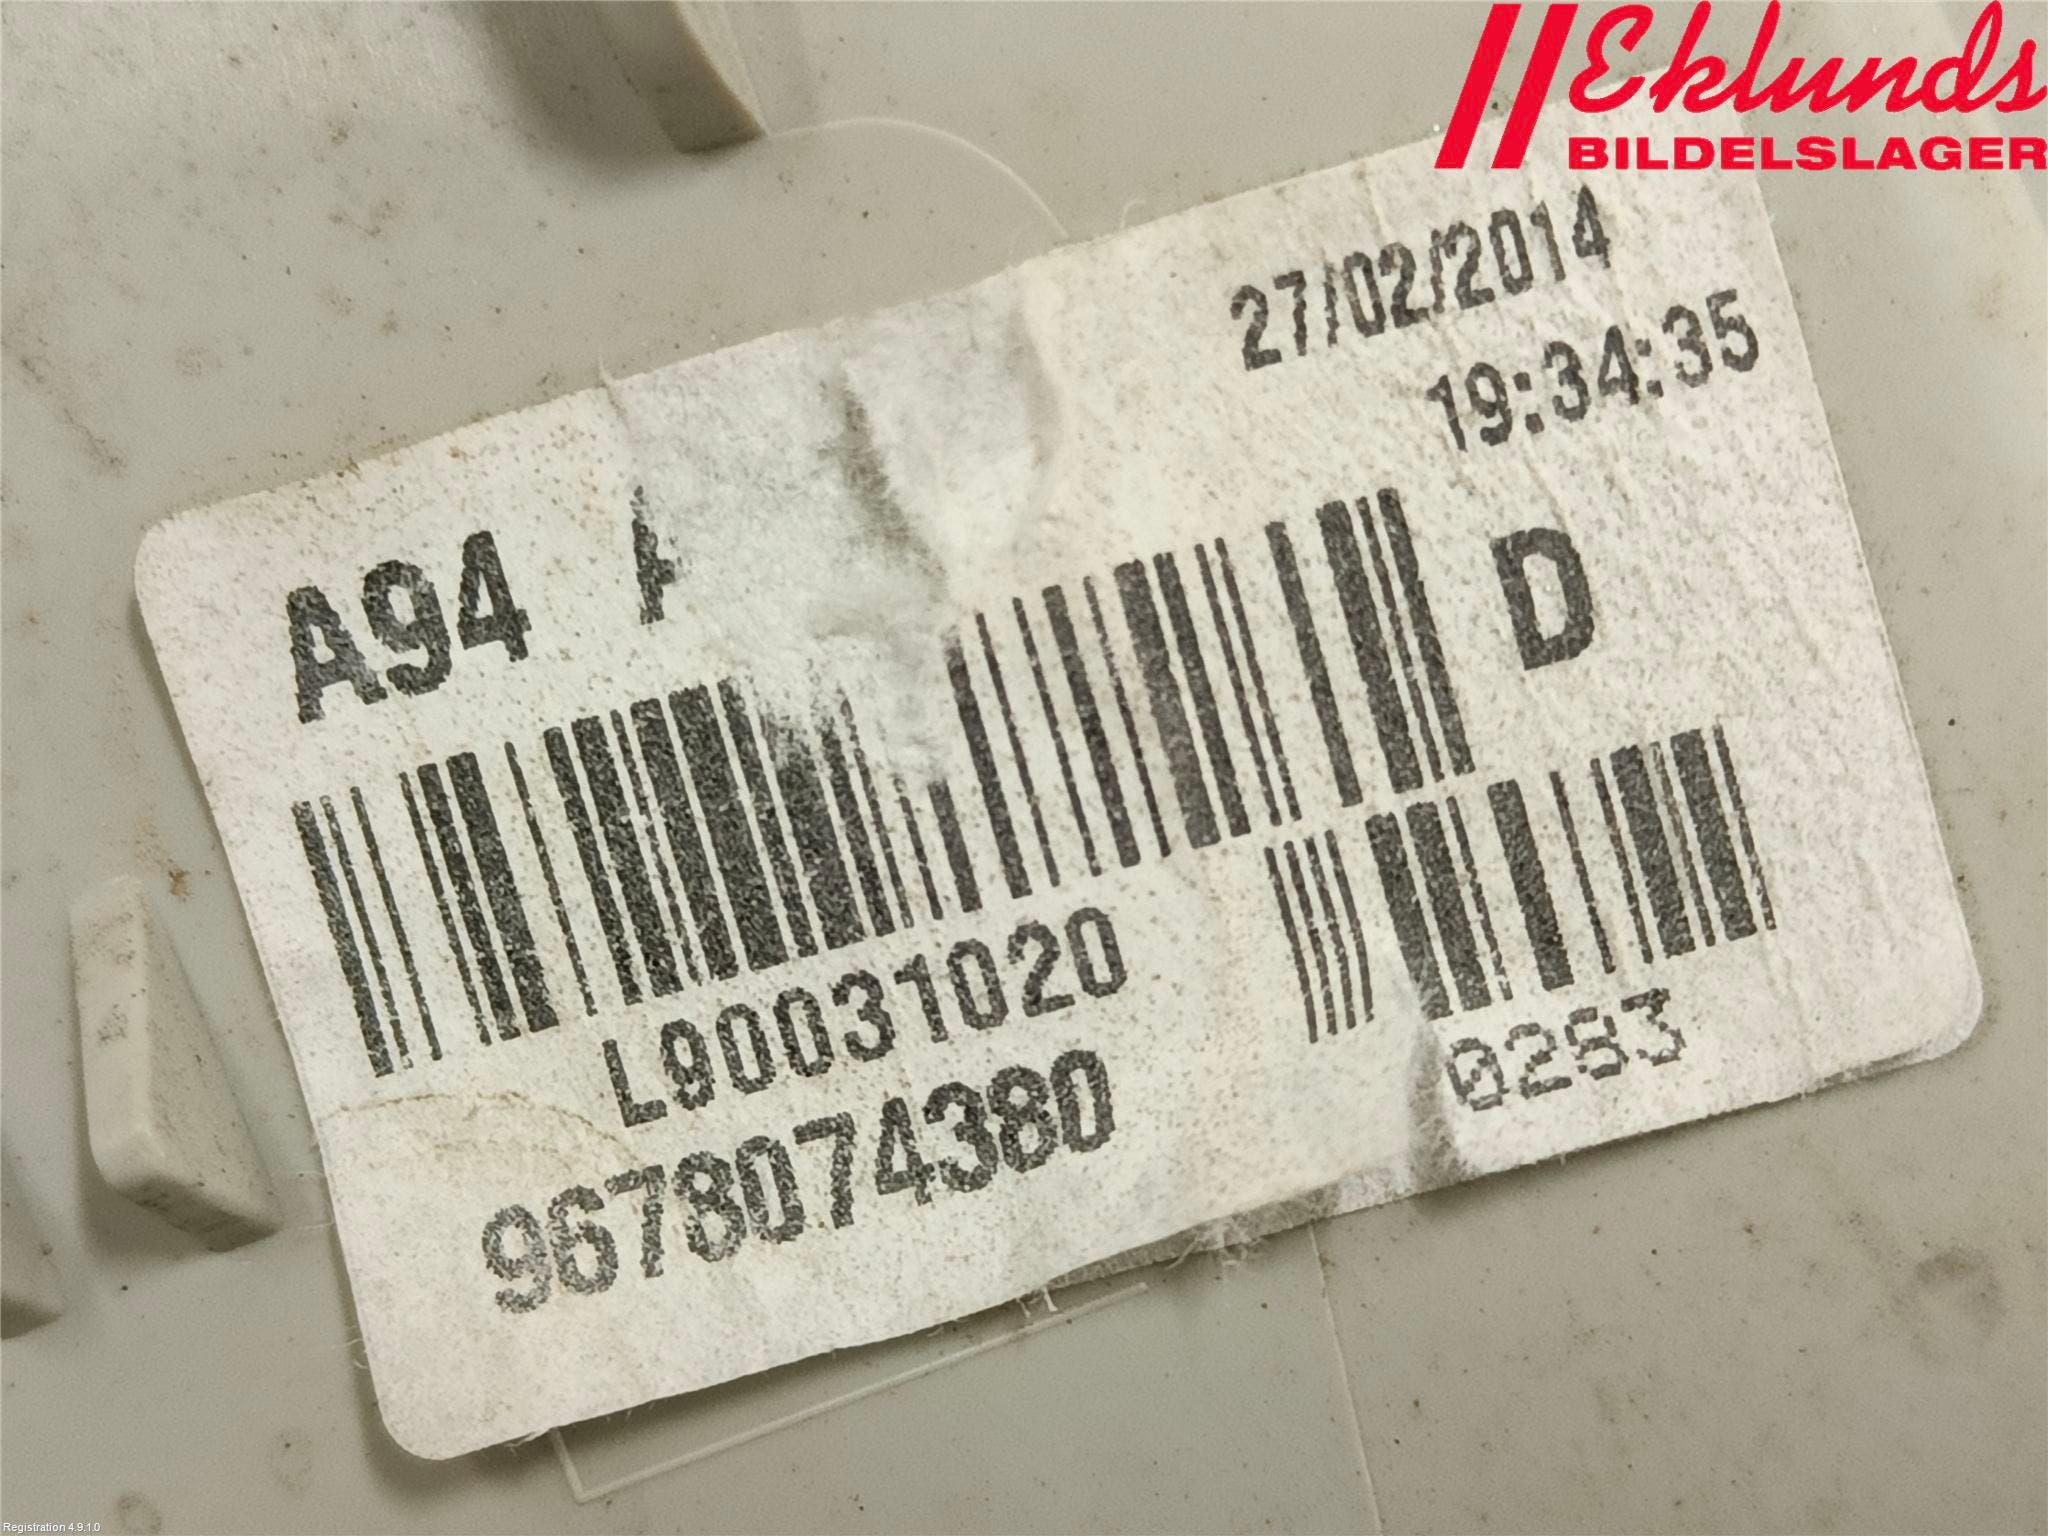 Eklunds
BILDELSLAGER
27/02/2014
19:34:35
A94
D
L90031020
0283
9678074380
Registration 4.9.1.0